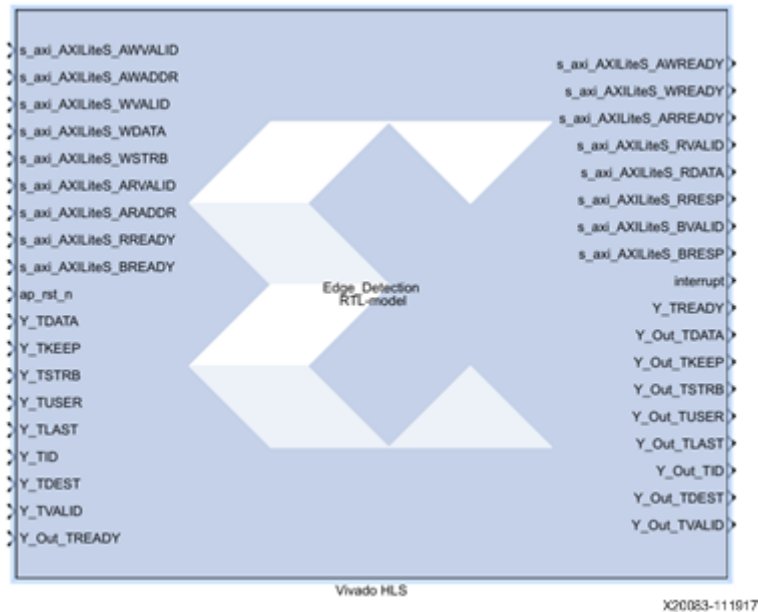 s_axi_AXILiteS_AWVALID
s_axi_AXILiteS_AWADDR
s_axi_AXILiteS_WVALID
s_axi_AXILiteS_WDATA
s_axi_AXILiteS_WSTRB
s_axi_AXILiteS_ARVALID
s_axi_AXILiteS_ARADDR
s_axi_AXILiteS_RREADY
s_axi_AXILiteS_BREADY
ap_rst_n
Y_TDATA
Y_TKEEP
Y_TSTRB
Y_TUSER
Y_TLAST
Y_TID
Y_TDEST
Y_TVALID
Y_Out_TREADY
Edge_Detection
RTL-model
s_axi_AXILiteS_AWREADY
s_axi_AXILiteS_WREADY
s_axi_AXILiteS_ARREADY
s_axi_AXILiteS_RVALID
s_axi_AXILiteS_RDATA
s_axi_AXILiteS_RRESP
s_axi_AXILiteS_BVALID
s_axi_AXILiteS_BRESP
interrupt
Y_TREADY
Y_Out_TDATA
Y_Out_TKEEP
Y_Out_TSTRB
Y_Out_TUSER
Y_Out_TLAST
Y_Out_TID
Y_Out_TDEST
Y_Out_TVALID
Vivado HLS
X20083-111917